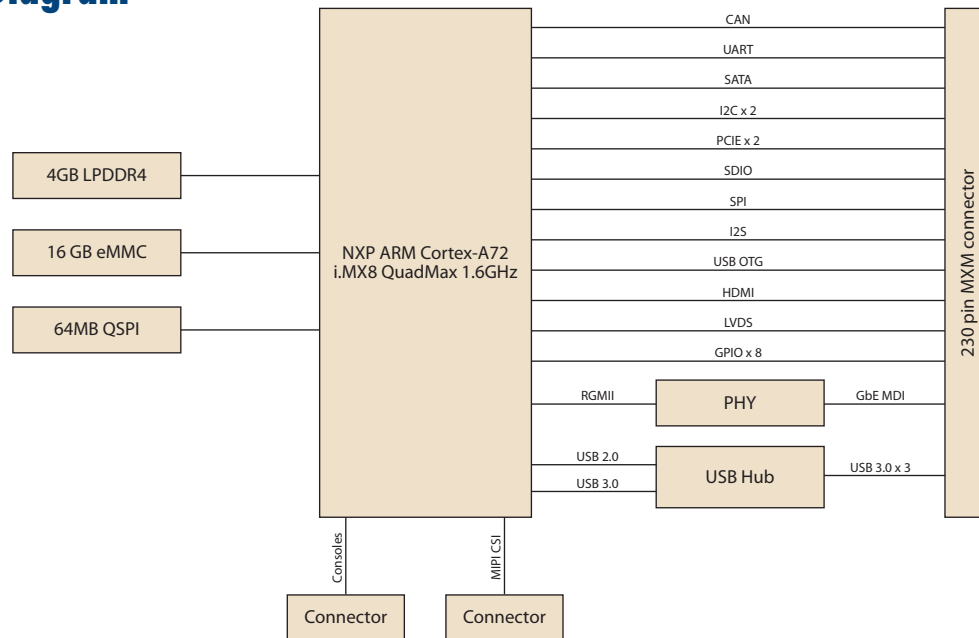 CAN
UART
SATA
I2C x 2
PCIE x 2
SDIO
SPI
I2S
USB OTG
HDMI
LVDS
GPIO x 8
4GB LPDDR4
16 GB eMMC
64MB QSPI
NXP ARM Cortex-A72
i.MX8 QuadMax 1.6GHz
230 pin MXM connector
RGMII
PHY
GbE MDI
USB 2.0
USB 3.0
USB Hub
USB 3.0 x 3
Consoles
MIPI CSI
Connector
Connector